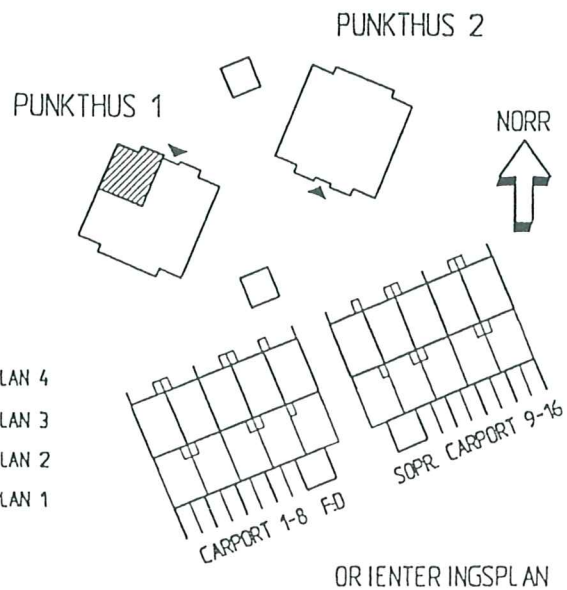 PUNKTHUS 2
PUNKTHUS 1
NORR
LAN 4
LAN 3
LAN 2
LAN 1
SOPR. CARPORT 9-16
CARPORT 1-8 F-D
ORIENTERINGSPLAN